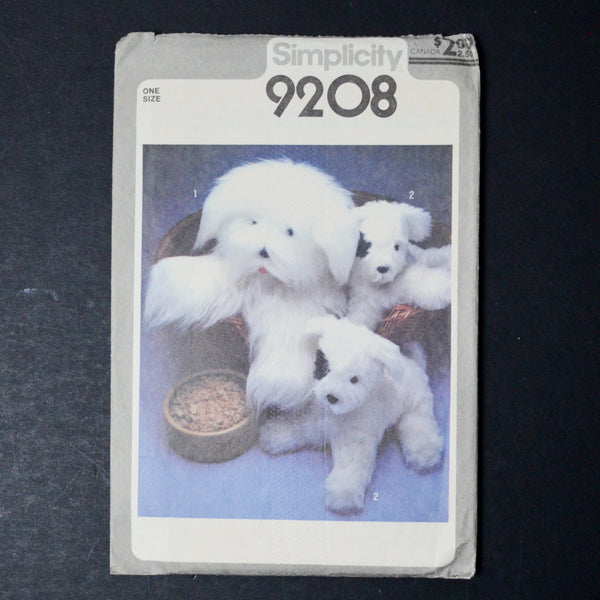 ONE
SIZE
Simplicity
9208
CANADA
1
2
2